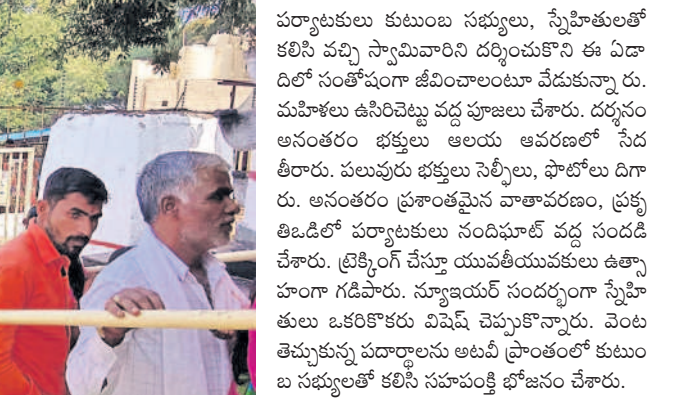 పర్యాటకులు కుటుంబ సభ్యులు, స్నేహితులతో
కలిసి వచ్చి స్వామివారిని దర్శించుకొని ఈ ఏడా
దిలో సంతోషంగా జీవించాలంటూ వేడుకున్నా రు.
మహిళలు ఉసిరిచెట్టు వద్ద పూజలు చేశారు. దర్శనం
అనంతరం భక్తులు ఆలయ ఆవరణలో సేద
తీరారు. పలువురు భక్తులు సెల్ఫీలు, ఫొటోలు దిగా
రు. అనంతరం ప్రశాంతమైన వాతావరణం, ప్రకృ
తిఒడిలో పర్యాటకులు నందిఘాట్ వద్ద సందడి
చేశారు. ట్రెక్కింగ్ చేస్తూ యువతీయువకులు ఉత్సా
హంగా గడిపారు. న్యూఇయర్ సందర్భంగా స్నేహి
తులు ఒకరికొకరు విషెష్ చెప్పుకొన్నారు. వెంట
తెచ్చుకున్న పదార్థాలను అటవీ ప్రాంతంలో కుటుం
బ సభ్యులతో కలిసి సహపంక్తి భోజనం చేశారు.